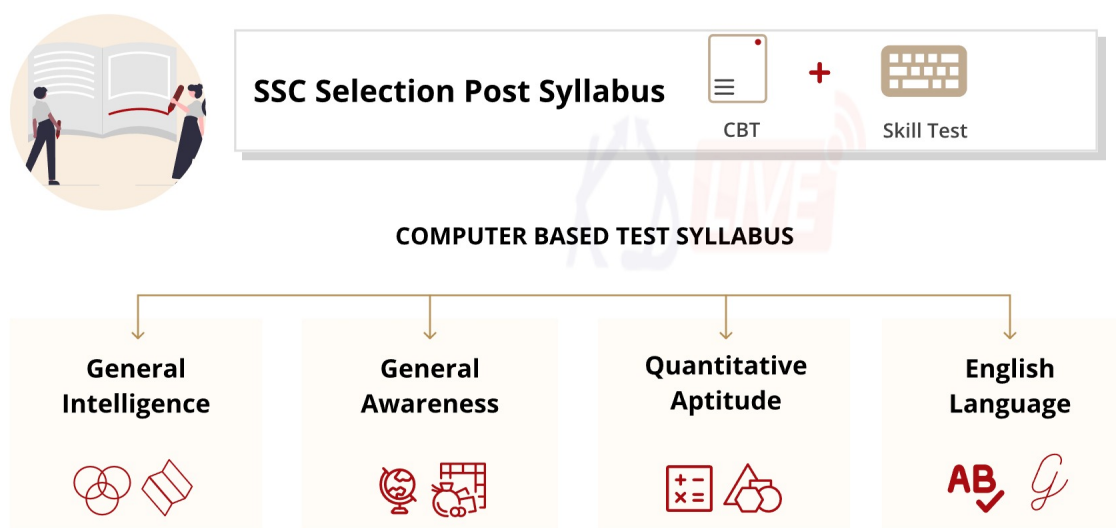 SSC Selection Post Syllabus
CBT
+
Skill Test
LIVE
COMPUTER BASED TEST SYLLABUS
General
Intelligence
General
Awareness
Quantitative
Aptitude
English
Language
AB
G